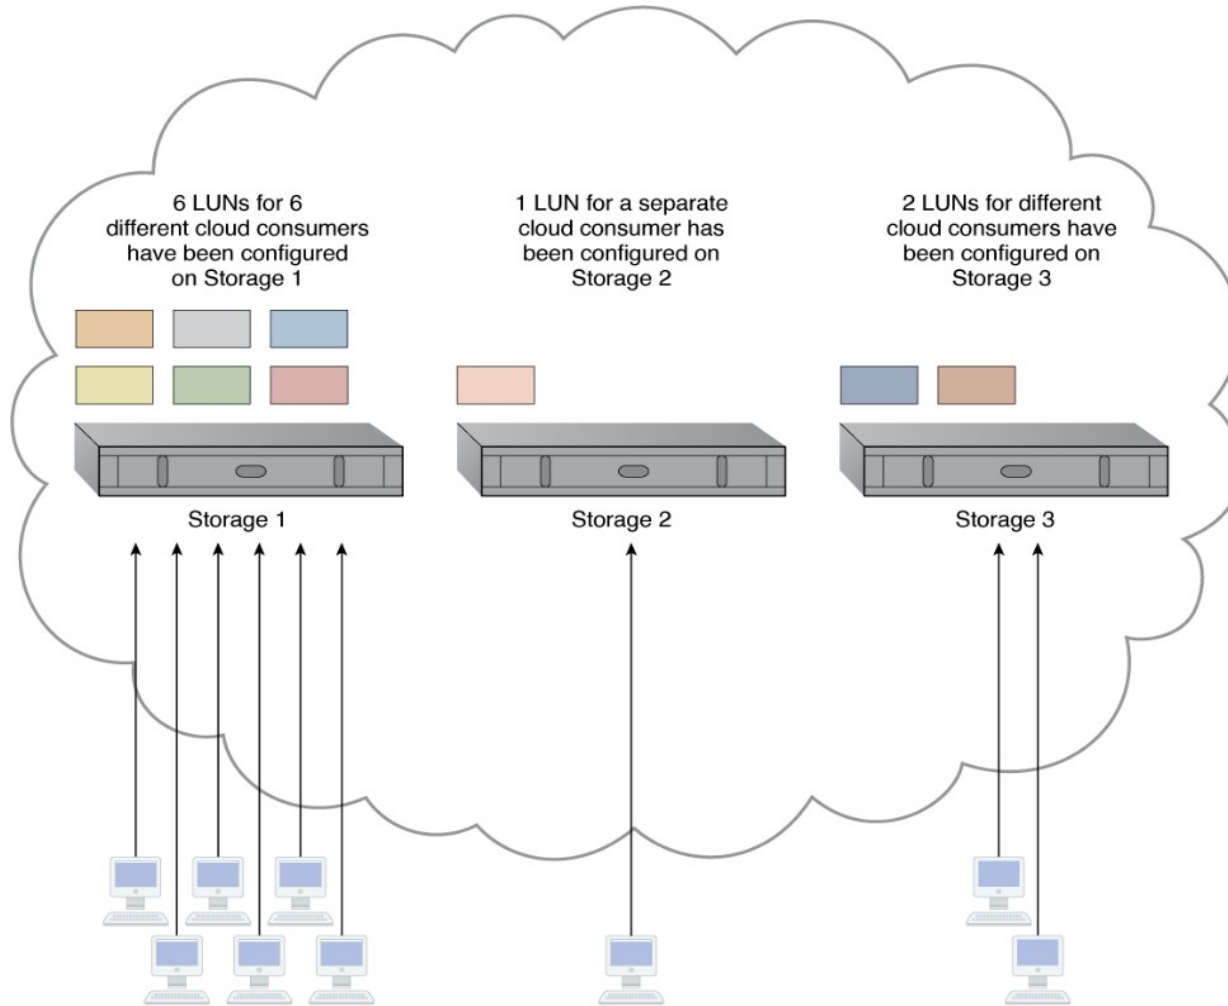 6 LUNs for 6
different cloud consumers
have been configured
on Storage 1
1 LUN for a separate
cloud consumer has
been configured on
Storage 2
2 LUNs for different
cloud consumers have
been configured on
Storage 3
Storage 1
Storage 2
Storage 3